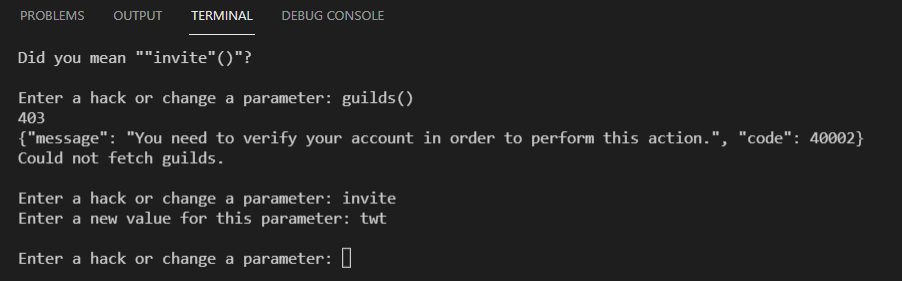 PROBLEMS OUTPUT TERMINAL DEBUG CONSOLE
Did you mean ""invite"()"?
Enter a hack or change a parameter: guilds()
403
{"message": "You need to verify your account in order to perform this action.", "code": 40002}
Could not fetch guilds.
Enter a hack or change a parameter: invite
Enter a new value for this parameter: twt
Enter a hack or change a parameter: